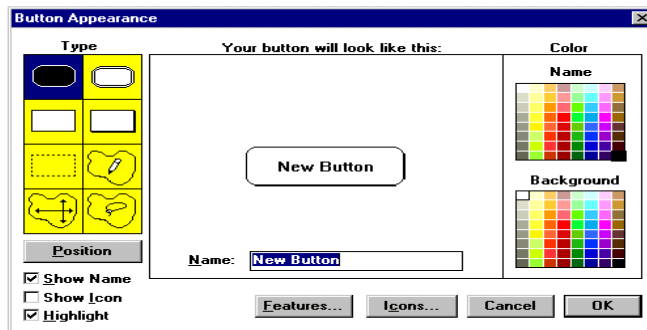 Button Appearance
Type
Your button will look like this:
Color
Name
New Button
Background
Position
Name: New Button
Show Name
Show Icon
Highlight
Features... Icons... Cancel OK